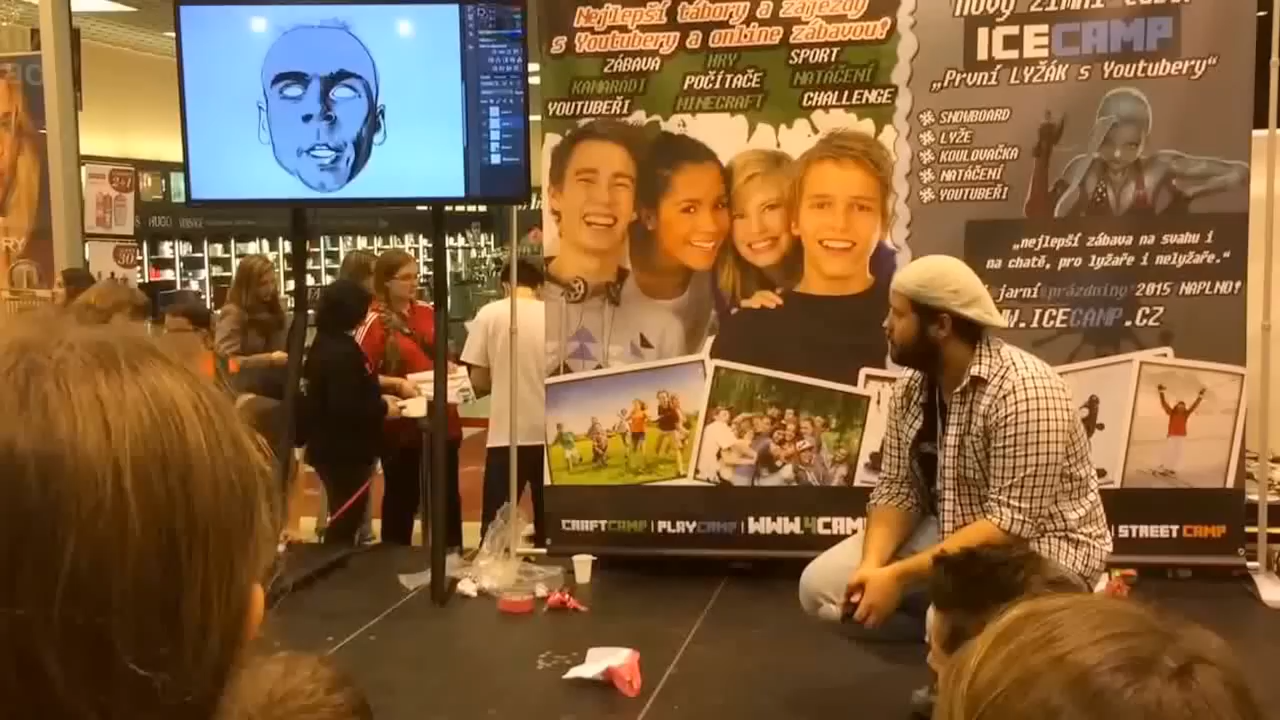 Nejlepší tábory a zájezdy
s Youtubery a online zábavou!
ZÁBAVA HRY SPORT
KAMARÁDI POČÍTAČE NATÁČENÍ
YOUTUBEŘI MINECRAFT CHALLENGE
CRAFTCAMP | PLAYCAMP | WWW.4CAM
ICECAMP
„První LYŽÁK s Youtubery“
# SNOWBOARD
# LYŽE
# KOULOVAČKA
# NATÁČENÍ
# YOUTUBEŘI
„nejlepší zábava na svahu i
na chatě, pro lyžaře i nelyžaře.“
jarní prázdniny 2015 NAPLNO!
W.ICECAMP.CZ
| STREET CAMP
HUGO
30